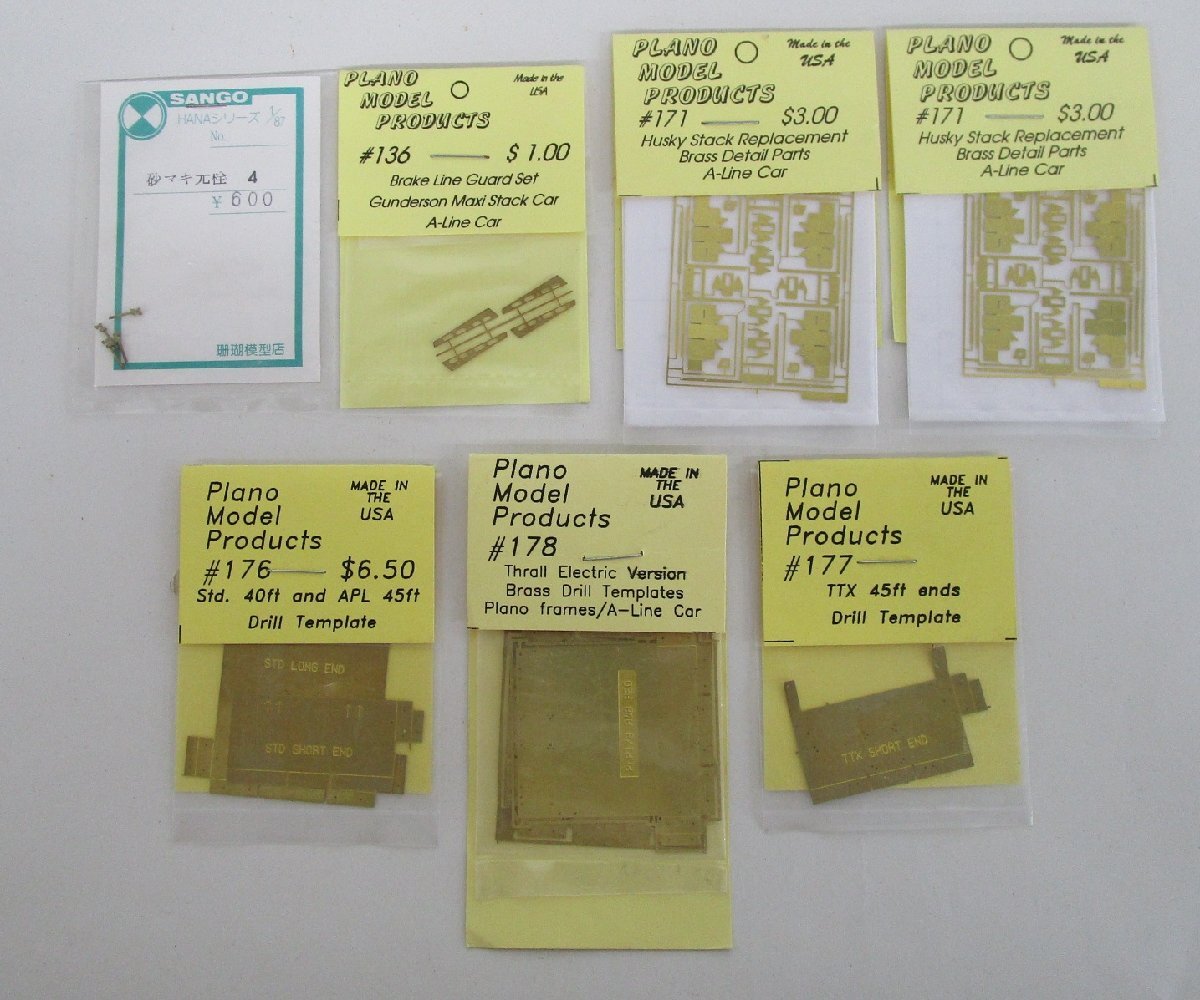 SANGO
HANAシリーズ 1/87
No.
砂マキ元栓 4
¥600
珊瑚模型店
PLANO
MODEL
PRODUCTS
Made in the
USA
#136 $1.00
Brake Line Guard Set
Gunderson Maxi Stack Car
A-Line Car
PLANO
MODEL
PRODUCTS
Made in the
USA
#171 $3.00
Husky Stack Replacement
Brass Detail Parts
A-Line Car
PLANO
MODEL
PRODUCTS
Made in the
USA
#171 $3.00
Husky Stack Replacement
Brass Detail Parts
A-Line Car
Plano
Model
Products
MADE IN
THE
USA
#176 $6.50
Std. 40ft and APL 45ft
Drill Template
STD LONG END
STD SHORT END
Plano
Model
Products
MADE IN
THE
USA
#178
Thrall Electric Version
Brass Drill Templates
Plano frames/A-Line Car
Plano
Model
Products
MADE IN
THE
USA
#177
TTX 45ft ends
Drill Template
TTX SHORT END